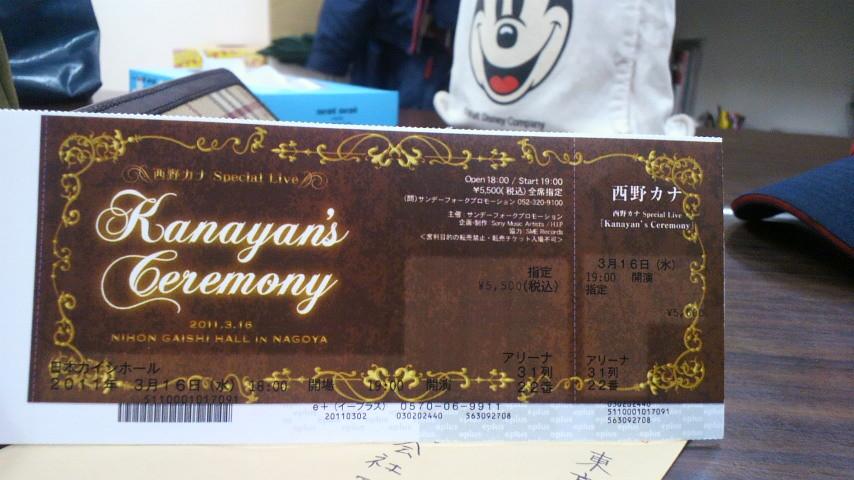 西野カナ Special Live
Kanayan's
Ceremony
2011.3.16
NIHON GAISHI HALL IN NAGOYA
Open18:00 / Start 19:00
¥5,500(税込)全席指定
(問)サンデーフォークプロモーション 052-320-9100
主催:サンデーフォークプロモーション
企画・制作:Sony Music Artists / H.I.P
協力:SME Records
<営利目的の転売禁止・転売チケット入場不可>
指定
¥5,500(税込)
日本ガイシホール
2011年 3月16日(水) 18:00 開場 19:00 開演
アリーナ
31列
22番
5110001017091
e+(イープラス) 0570-06-9911
20110302 030202440 563092708
西野カナ
西野カナ Special Live
「Kanayan's Ceremony」
3月16日(水)
19:00 開演
指定
アリーナ
31列
22番
030202440
5110001017091
563092708
Walt Disney Company
会社
東